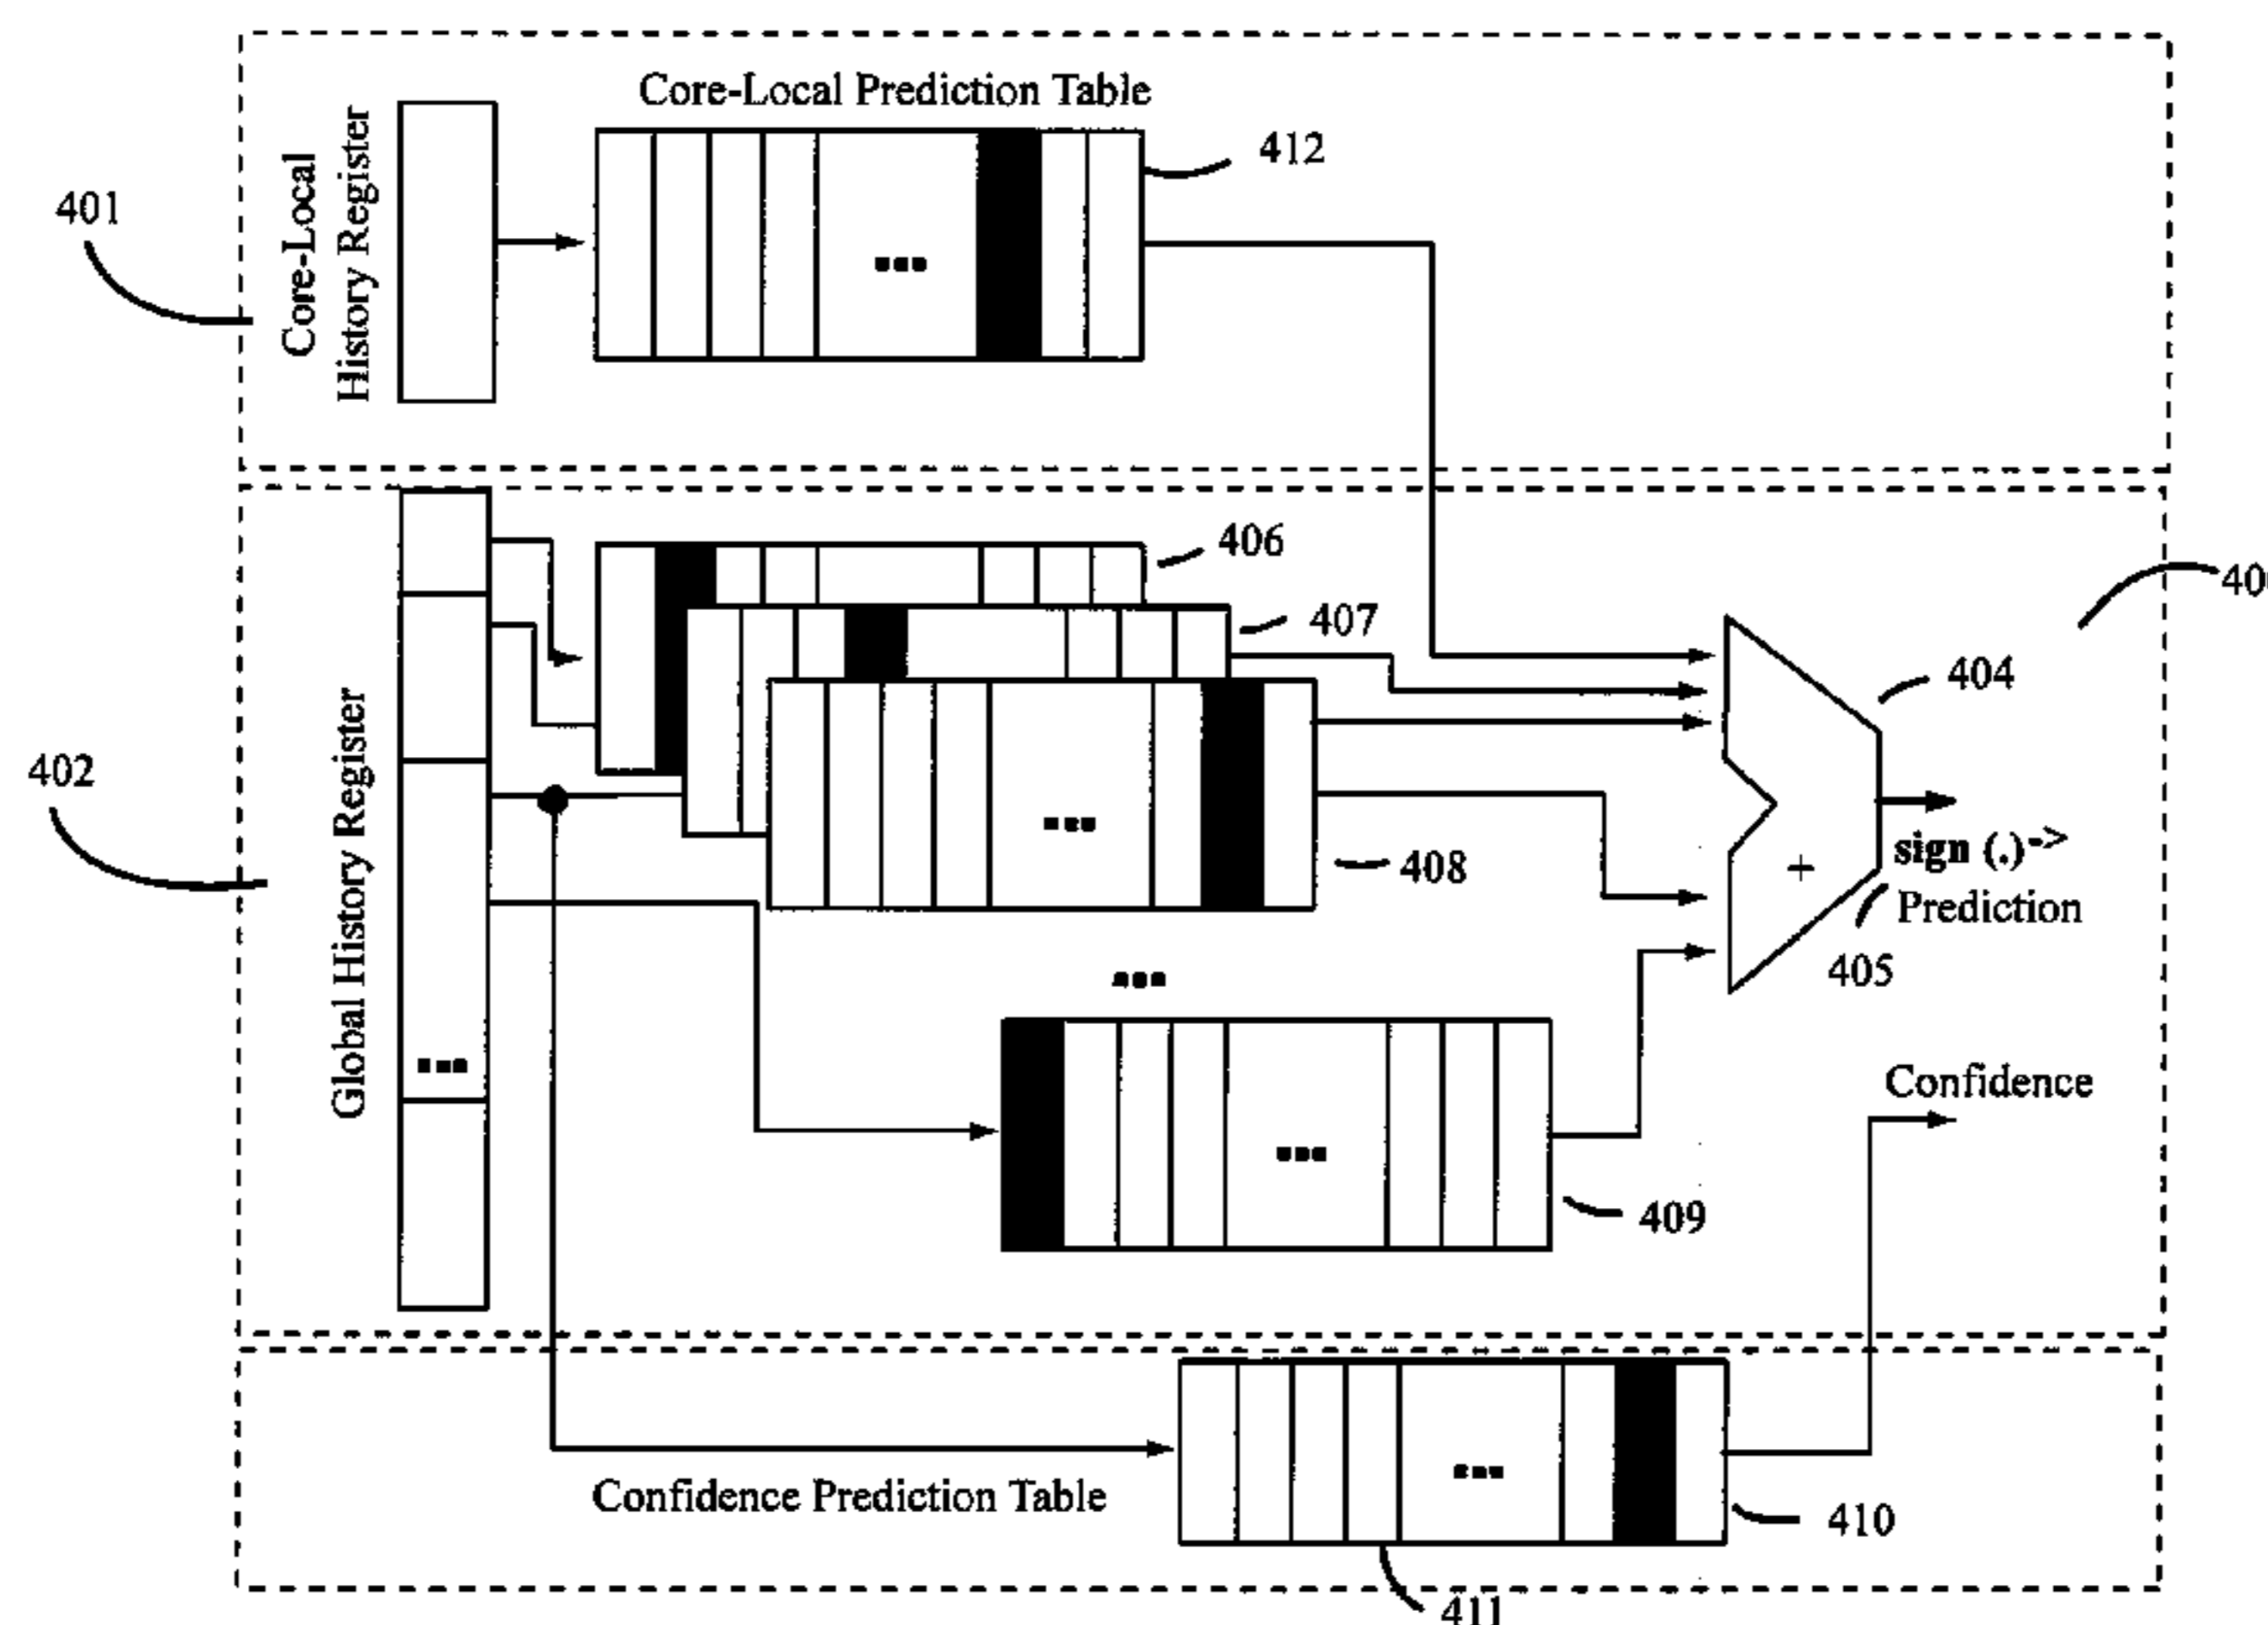 Core-Local Prediction Table
412
401
Core-Local
History Register
406
407
404
402
Global History Register
408
sign (.)->
Prediction
405
409
Confidence
Confidence Prediction Table
410
411
...
...
...
...
...
...
+
40